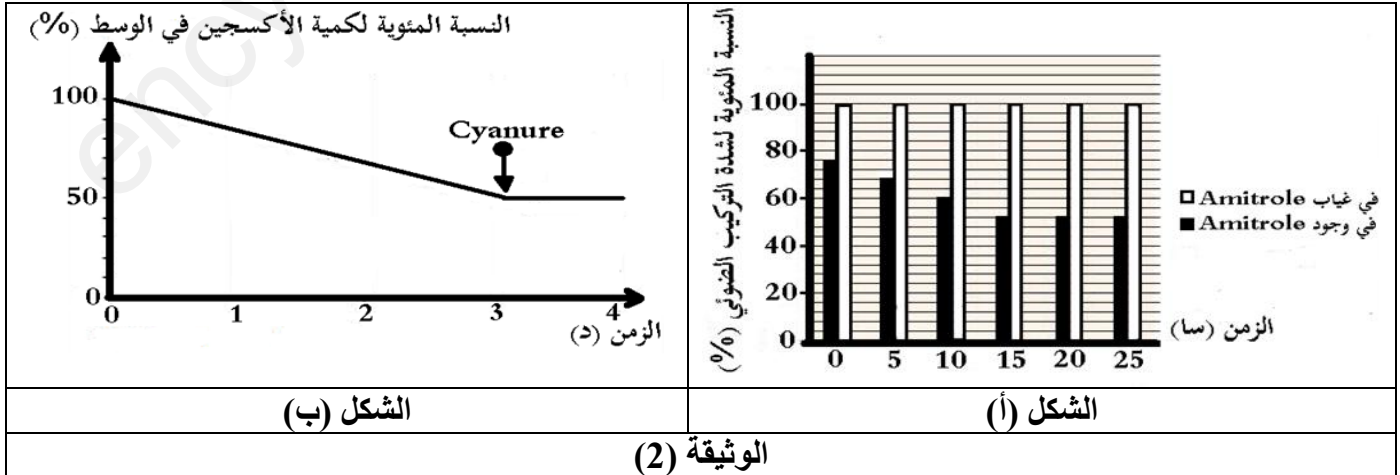 النسبة المئوية لكمية الأكسجين في الوسط (%)
100
50
0
Cyanure
0 1 2 3 4
الزمن (د)
النسبة المئوية لشدة التركيب الضوئي (%)
100
80
60
40
20
0
0 5 10 15 20 25
الزمن (سا)
في غياب Amitrole
في وجود Amitrole
الشكل (أ)
الشكل (ب)
الوثيقة (2)
ency